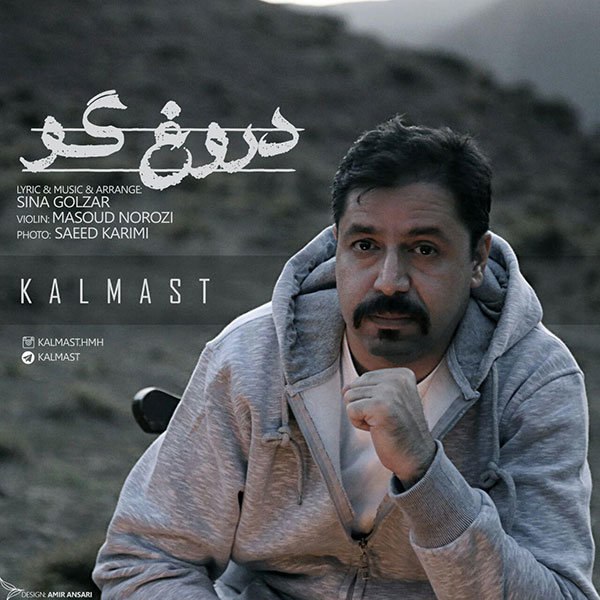 دروغ گو
LYRIC & MUSIC & ARRANGE:
SINA GOLZAR
VIOLIN: MASOUD NOROZI
PHOTO: SAEED KARIMI
KALMAST
KALMAST.HMH
KALMAST
DESIGN: AMIR ANSARI